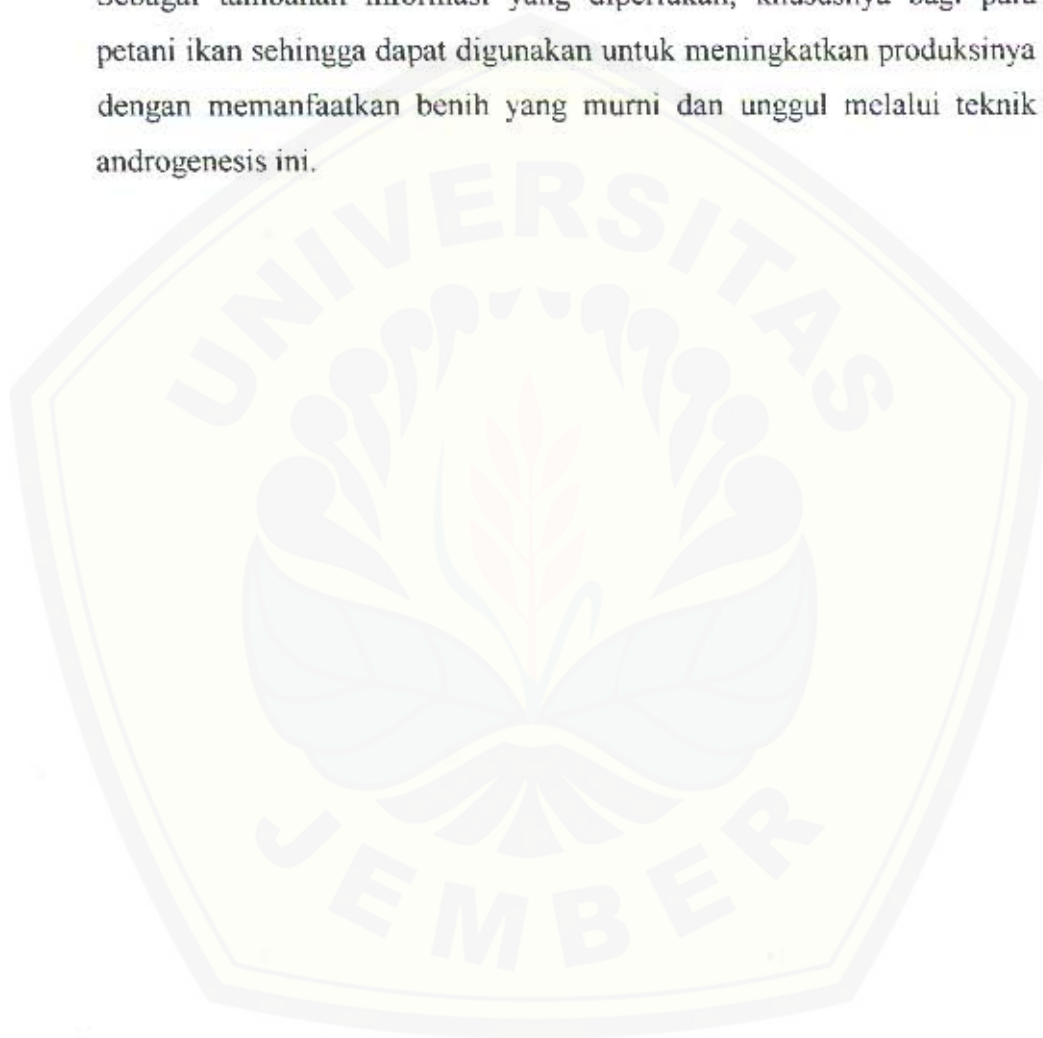 Sebagai tambahan informasi yang diperlukan, khususnya bagi para
petani ikan sehingga dapat digunakan untuk meningkatkan produksinya
dengan memanfaatkan benih yang murni dan unggul melalui teknik
androgenesis ini.
UNIVERSITAS
JEMBER